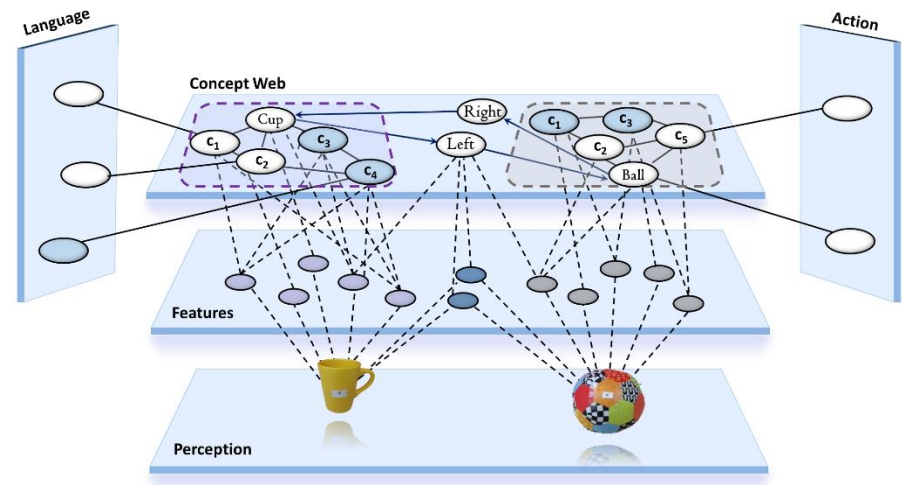 Language
Action
Concept Web
Cup
Right
c1
c3
c1
c3
c5
c2
Left
c2
c4
Ball
Features
Perception